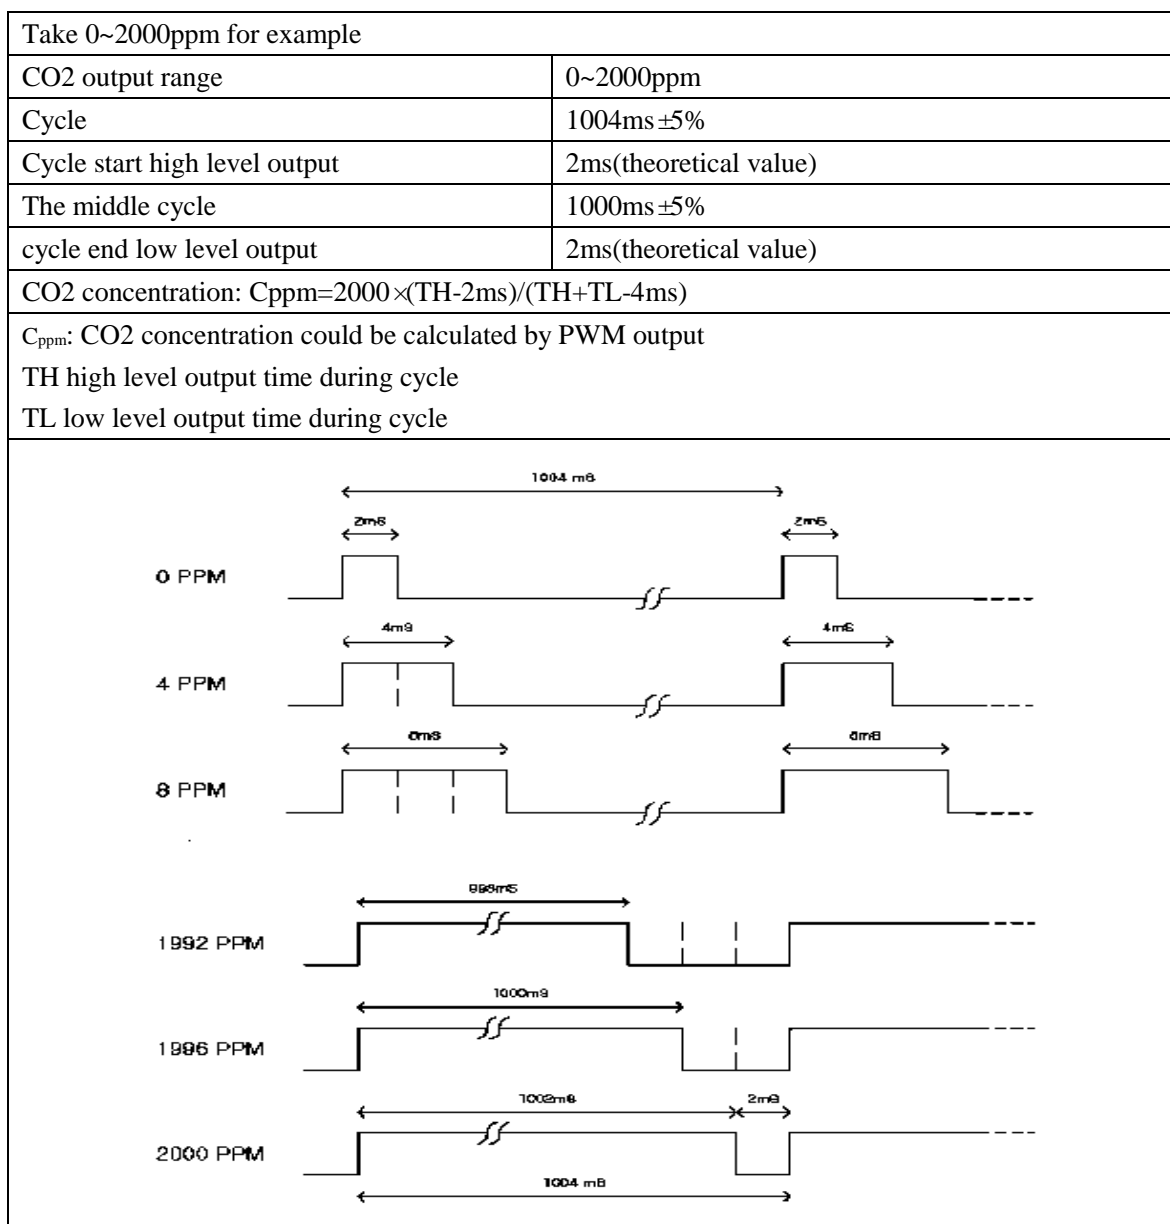 Take 0~2000ppm for example
CO2 output range 0~2000ppm
Cycle 1004ms±5%
Cycle start high level output 2ms(theoretical value)
The middle cycle 1000ms±5%
cycle end low level output 2ms(theoretical value)
CO2 concentration: Cppm=2000×(TH-2ms)/(TH+TL-4ms)
Cppm: CO2 concentration could be calculated by PWM output
TH high level output time during cycle
TL low level output time during cycle
1004 ms
2ms 2ms
0 PPM
4ms 4ms
4 PPM
6ms 6ms
8 PPM
998ms
1992 PPM
1000ms
1996 PPM
1002ms 2ms
2000 PPM
1004 ms